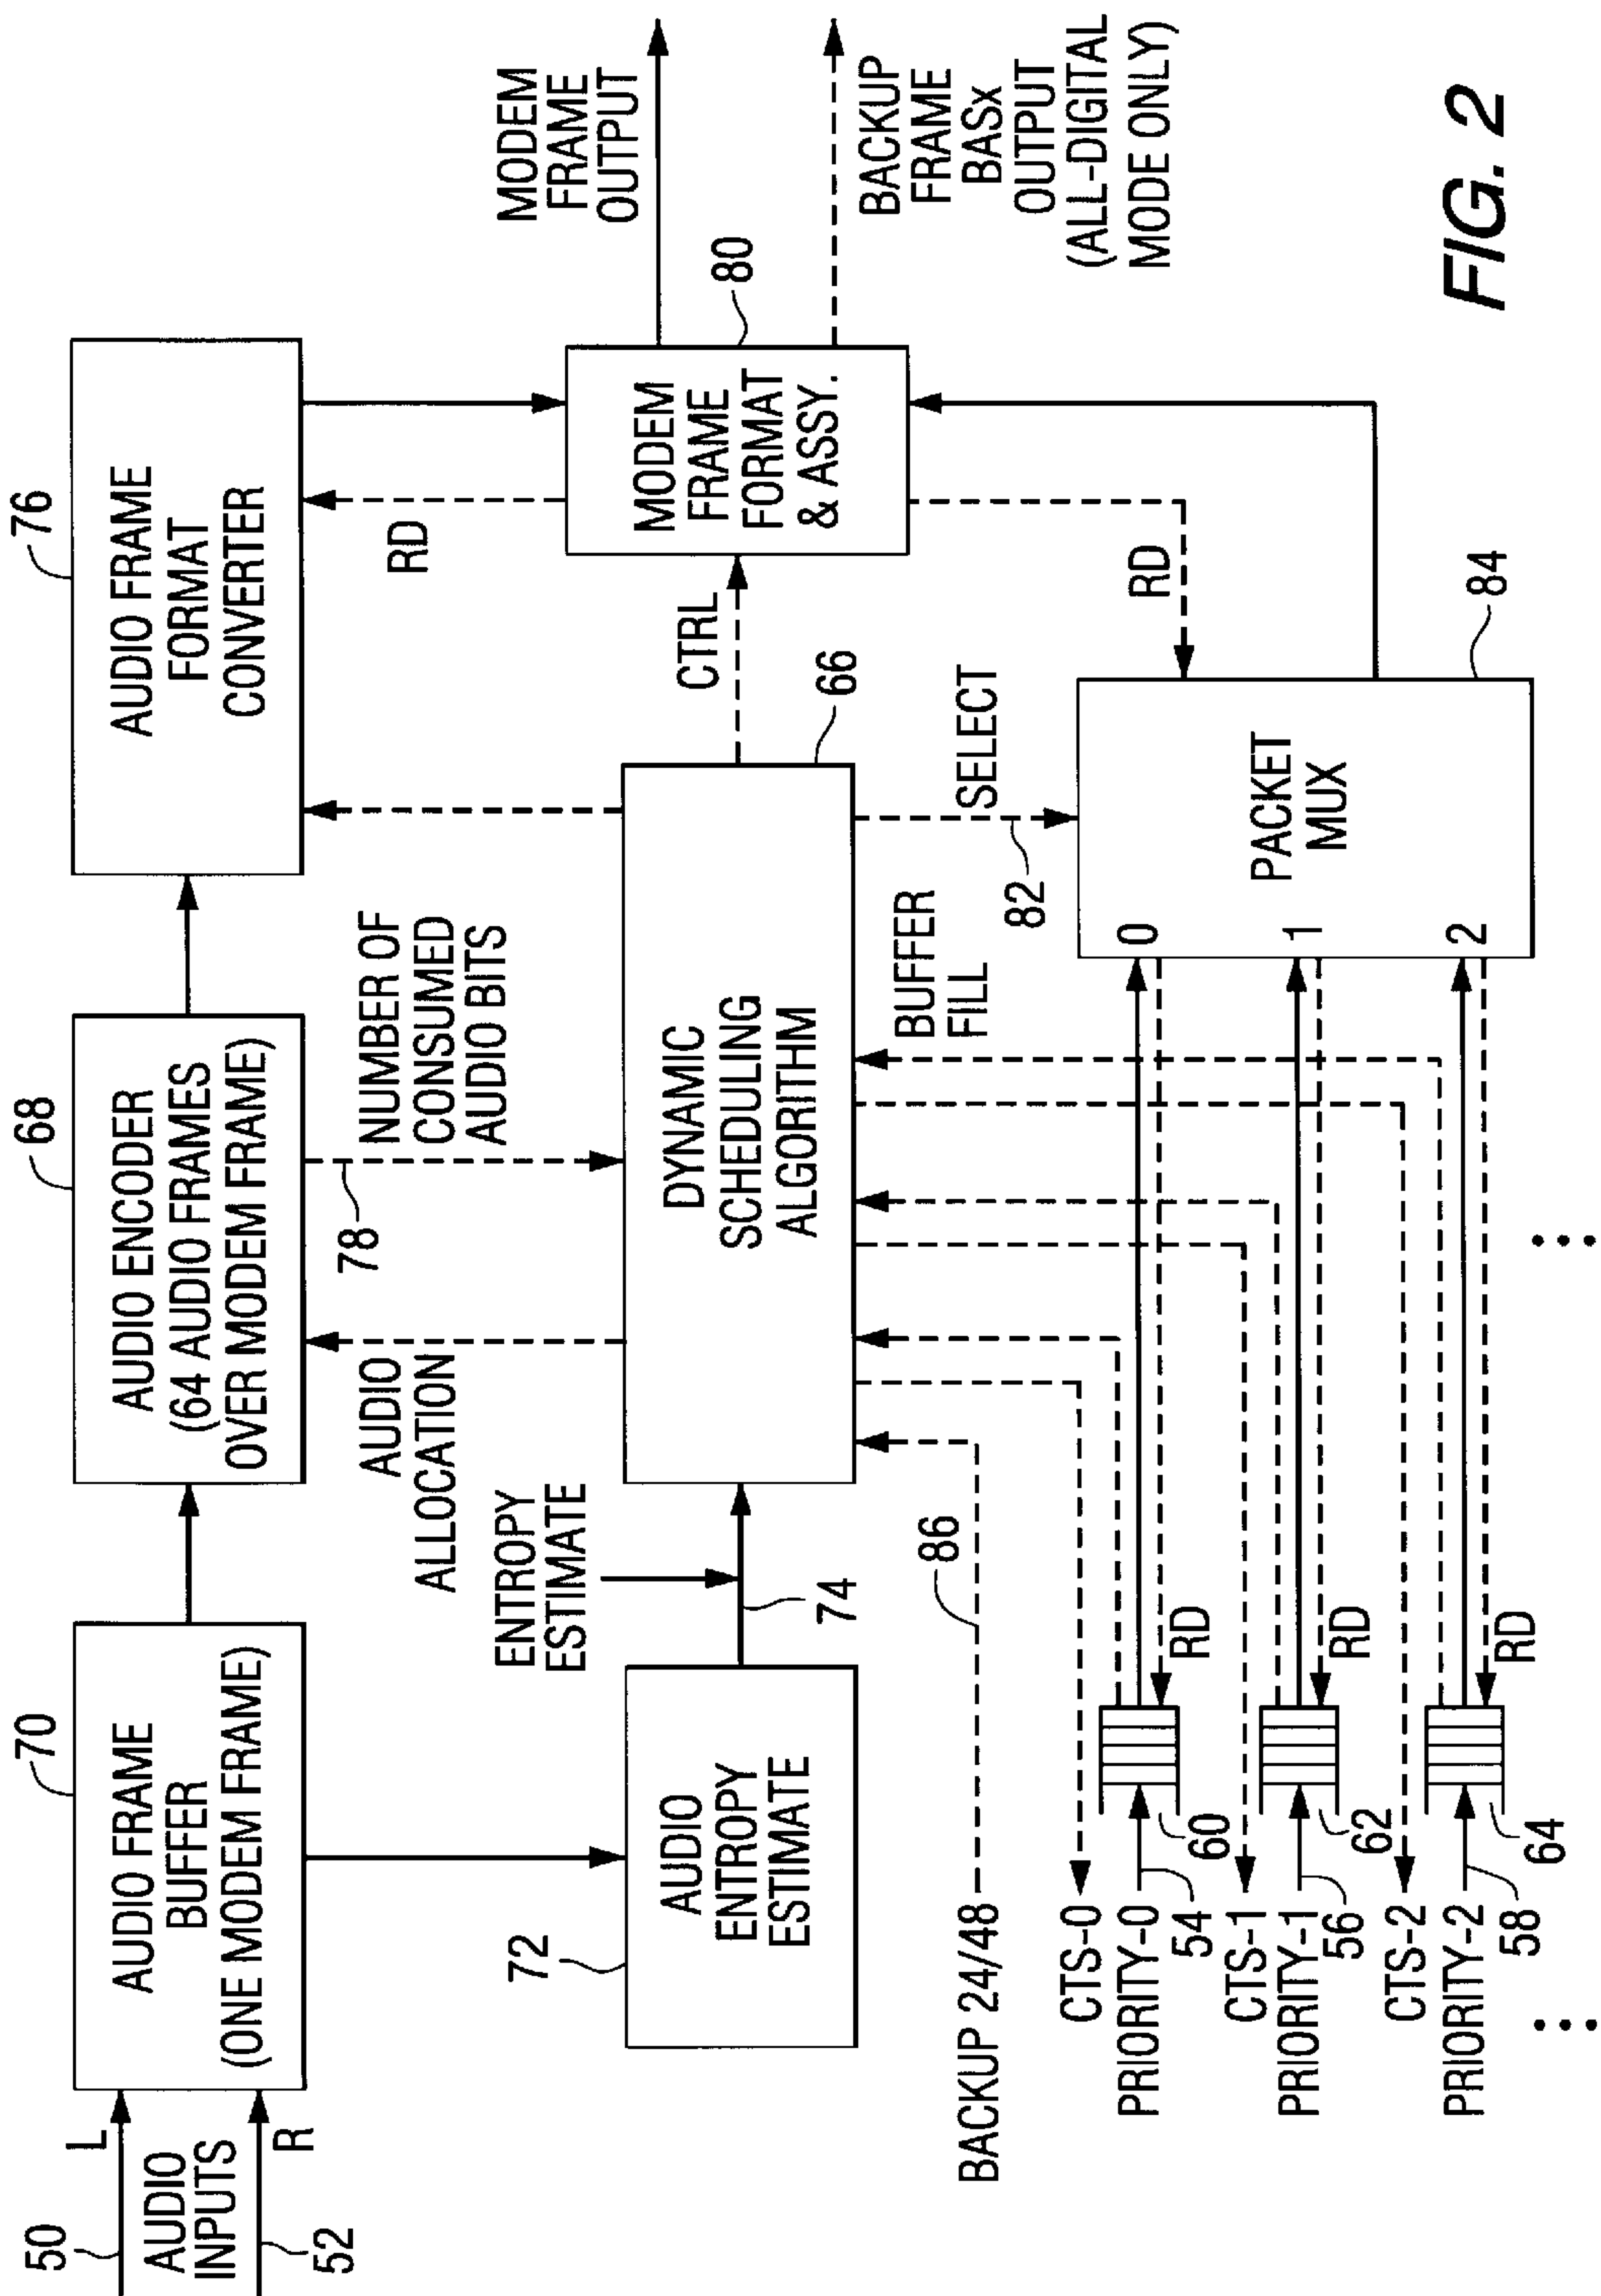 70
AUDIO FRAME
BUFFER
(ONE MODEM FRAME)
68
AUDIO ENCODER
(64 AUDIO FRAMES
OVER MODEM FRAME)
76
AUDIO FRAME
FORMAT
CONVERTER
50
L
AUDIO
INPUTS
R
52
AUDIO
ALLOCATION
78
NUMBER OF
CONSUMED
AUDIO BITS
RD
MODEM
FRAME
OUTPUT
ENTROPY
ESTIMATE
72
AUDIO
ENTROPY
ESTIMATE
74
DYNAMIC
SCHEDULING
ALGORITHM
66
CTRL
MODEM
FRAME
FORMAT
& ASSY.
80
BACKUP
FRAME
BASx
OUTPUT
(ALL-DIGITAL
MODE ONLY)
86
BACKUP 24/48
BUFFER
FILL
SELECT
82
RD
CTS-0
PRIORITY-0
54
60
RD
0
CTS-1
PRIORITY-1
56
62
RD
1
PACKET
MUX
84
CTS-2
PRIORITY-2
58
64
RD
2
FIG. 2